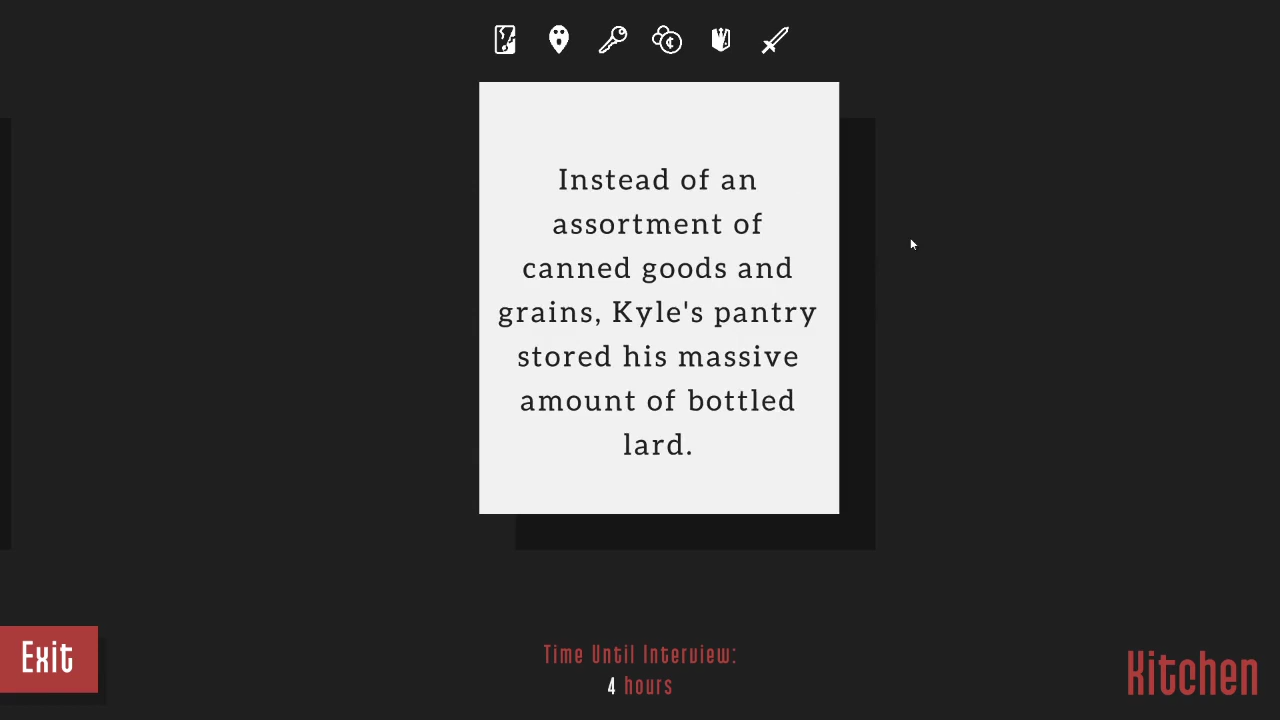 Instead of an
assortment of
canned goods and
grains, Kyle's pantry
stored his massive
amount of bottled
lard.
Exit
Time Until Interview:
4 hours
Kitchen